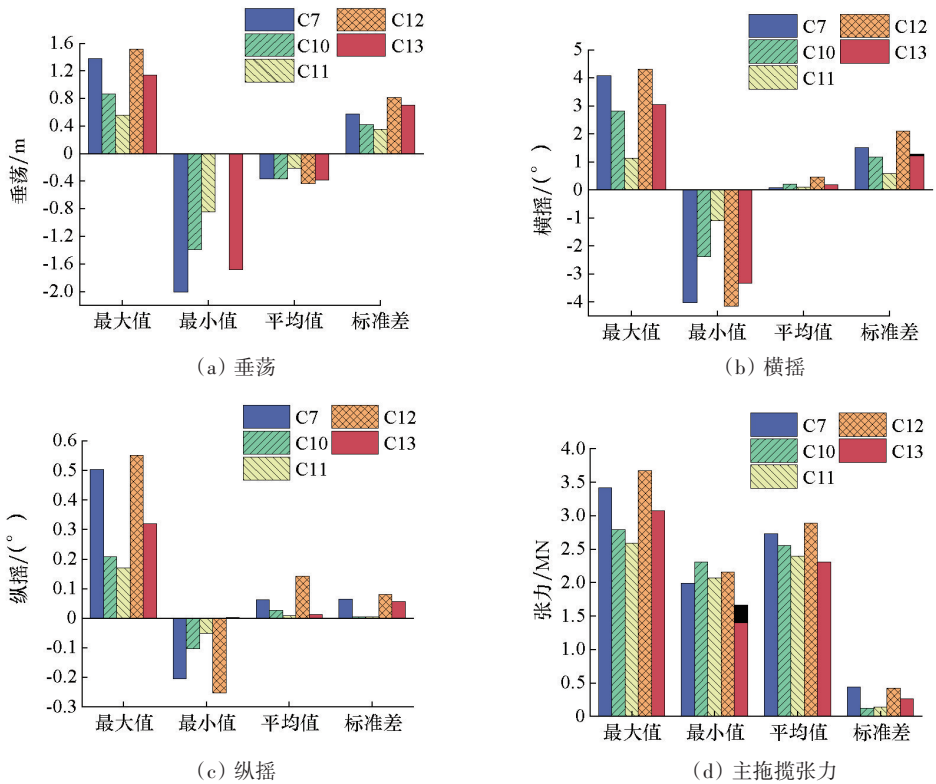 C7
C12
C10
C13
C11
1.6
1.2
0.8
0.4
0
-0.4
-0.8
-1.2
-1.6
-2.0
垂荡/m
最大值 最小值 平均值 标准差
(a) 垂荡
C7
C12
C10
C13
C11
5
4
3
2
1
0
-1
-2
-3
-4
横摇/(°)
最大值 最小值 平均值 标准差
(b) 横摇
C7
C12
C10
C13
C11
0.6
0.5
0.4
0.3
0.2
0.1
0
-0.1
-0.2
-0.3
纵摇/(°)
最大值 最小值 平均值 标准差
(c) 纵摇
C7
C12
C10
C13
C11
4.0
3.5
3.0
2.5
2.0
1.5
1.0
0.5
0
张力/MN
最大值 最小值 平均值 标准差
(d) 主拖揽张力